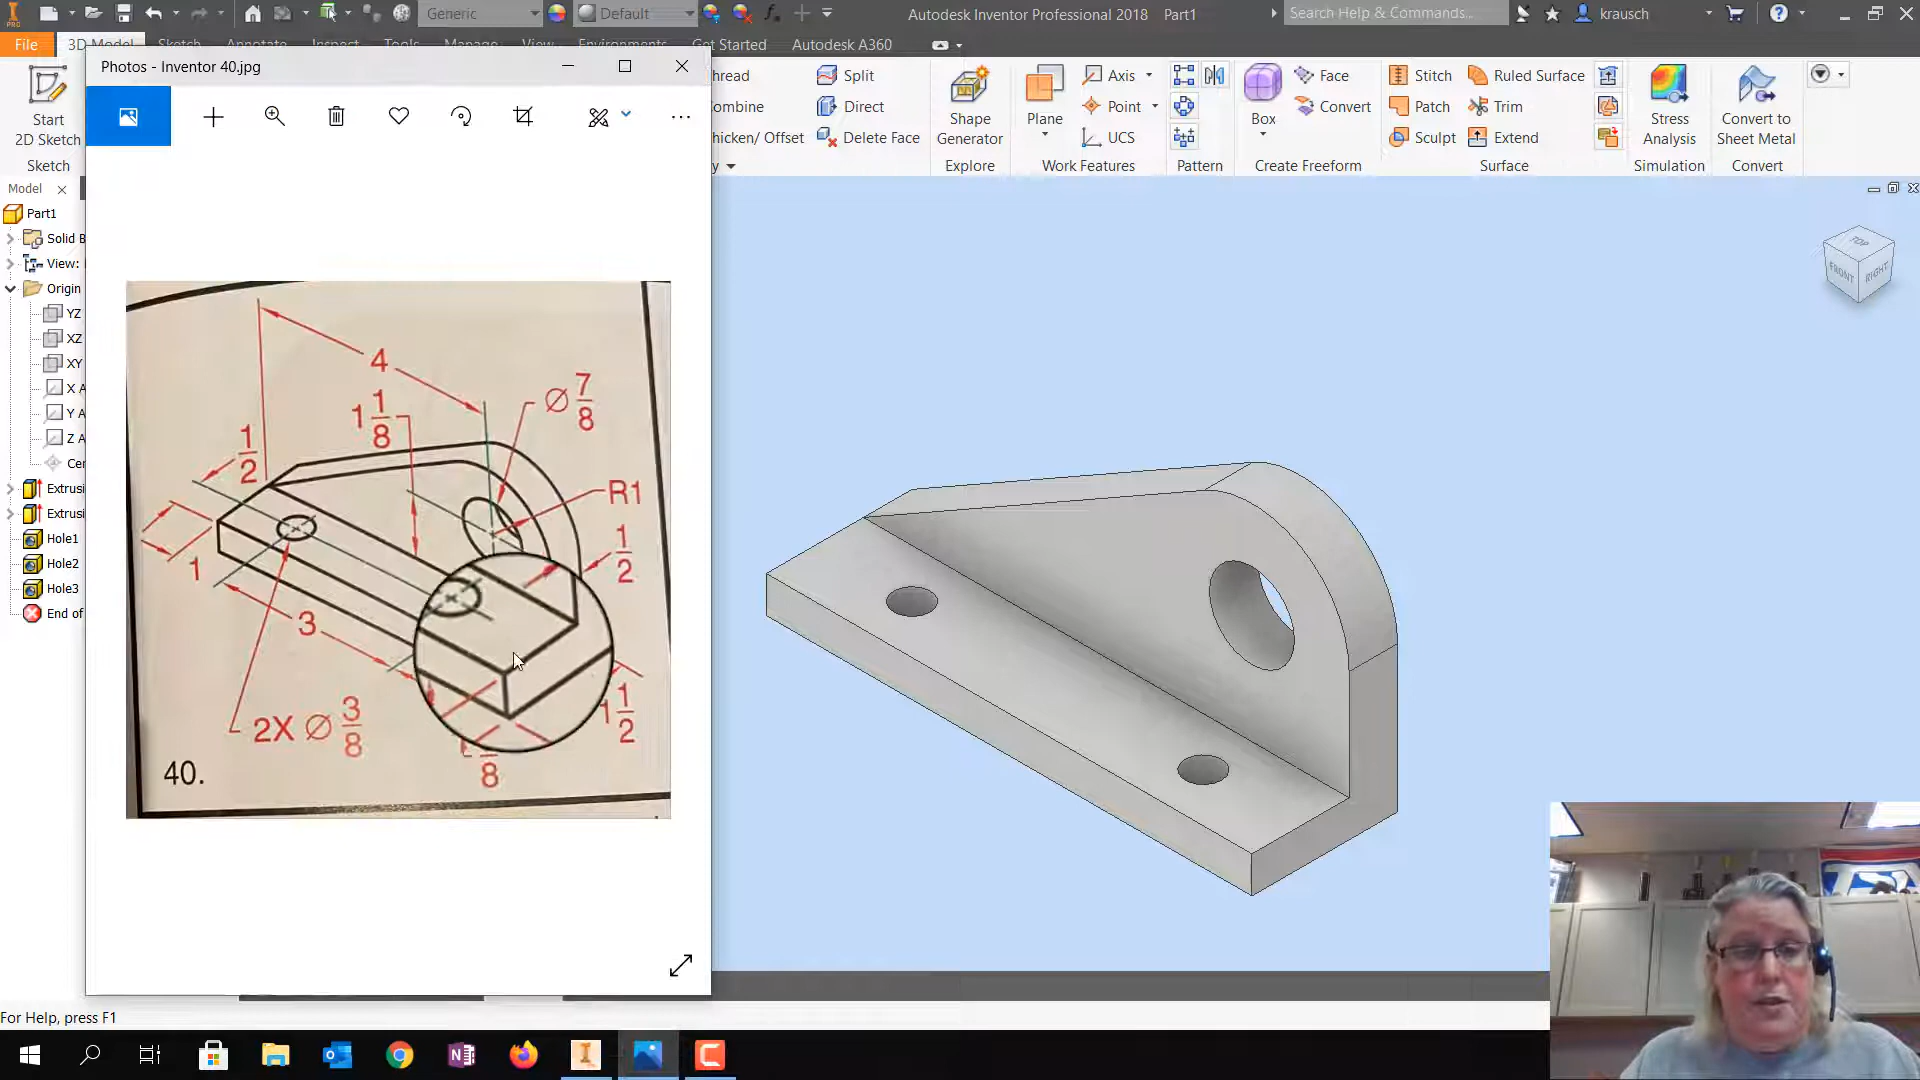 Generic
Default
Autodesk Inventor Professional 2018 Part1
Search Help & Commands...
krausch
PRO
File
3D Model
Sketch
Annotate
Inspect
Tools
Manage
View
Environments
Get Started
Autodesk A360
Start
2D Sketch
Sketch
Photos - Inventor 40.jpg
hread
ombine
hicken/ Offset
Split
Direct
Delete Face
Shape
Generator
Explore
Plane
Axis
Point
UCS
Work Features
Pattern
Box
Face
Convert
Create Freeform
Stitch
Patch
Sculpt
Ruled Surface
Trim
Extend
Surface
Stress
Analysis
Simulation
Convert to
Sheet Metal
Convert
Model
Part1
Solid B
View:
Origin
YZ
XZ
XY
X A
Y A
Z A
Cer
Extrusi
Extrusi
Hole1
Hole2
Hole3
End of
4
1 1/8
Ø 7/8
1/2
R1
1/2
1
3
2X Ø 3/8
1 1/2
8
40.
TOP
FRONT
RIGHT
For Help, press F1